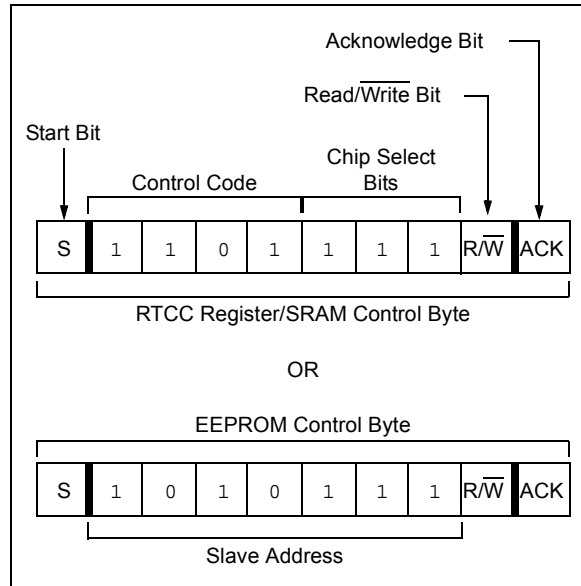 Acknowledge Bit
Read/Write Bit
Start Bit
Chip Select
Bits
Control Code
S 1 1 0 1 1 1 1 R/W ACK
RTCC Register/SRAM Control Byte
OR
EEPROM Control Byte
S 1 0 1 0 1 1 1 R/W ACK
Slave Address